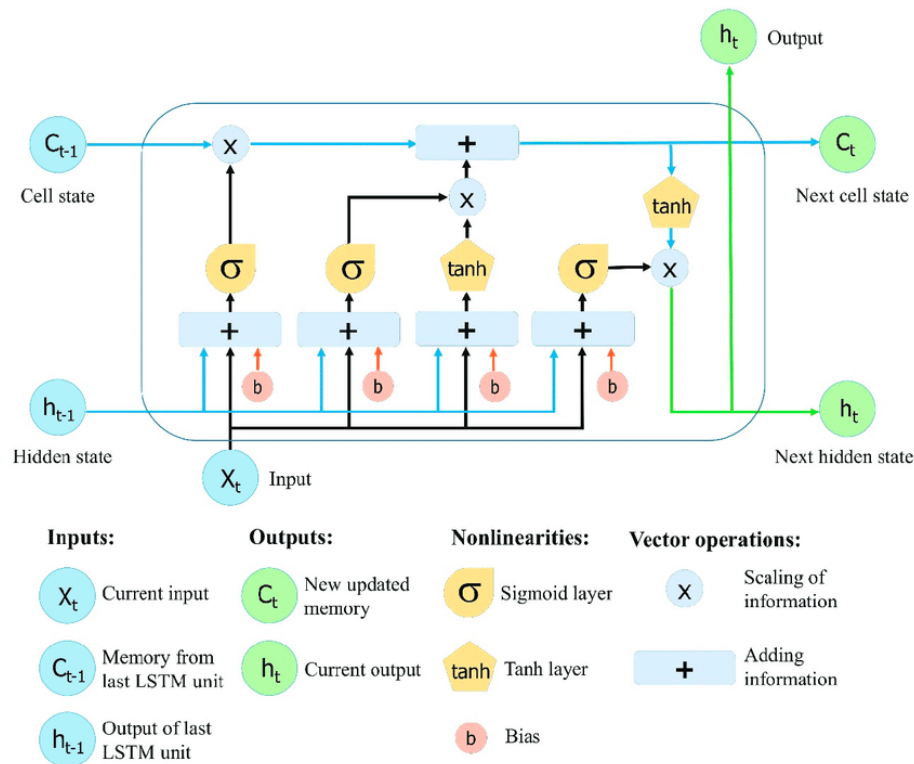 hₜ Output
Cₜ₋₁ x + Cₜ
Cell state Next cell state
tanh
x
σ σ tanh σ x
+ + + +
b b b b
hₜ₋₁ hₜ
Hidden state Next hidden state
Xₜ Input
Inputs: Outputs: Nonlinearities: Vector operations:
Xₜ Current input
Cₜ₋₁ Memory from
last LSTM unit
hₜ₋₁ Output of last
LSTM unit
Cₜ New updated
memory
hₜ Current output
σ Sigmoid layer
tanh Tanh layer
b Bias
x Scaling of
information
+ Adding
information